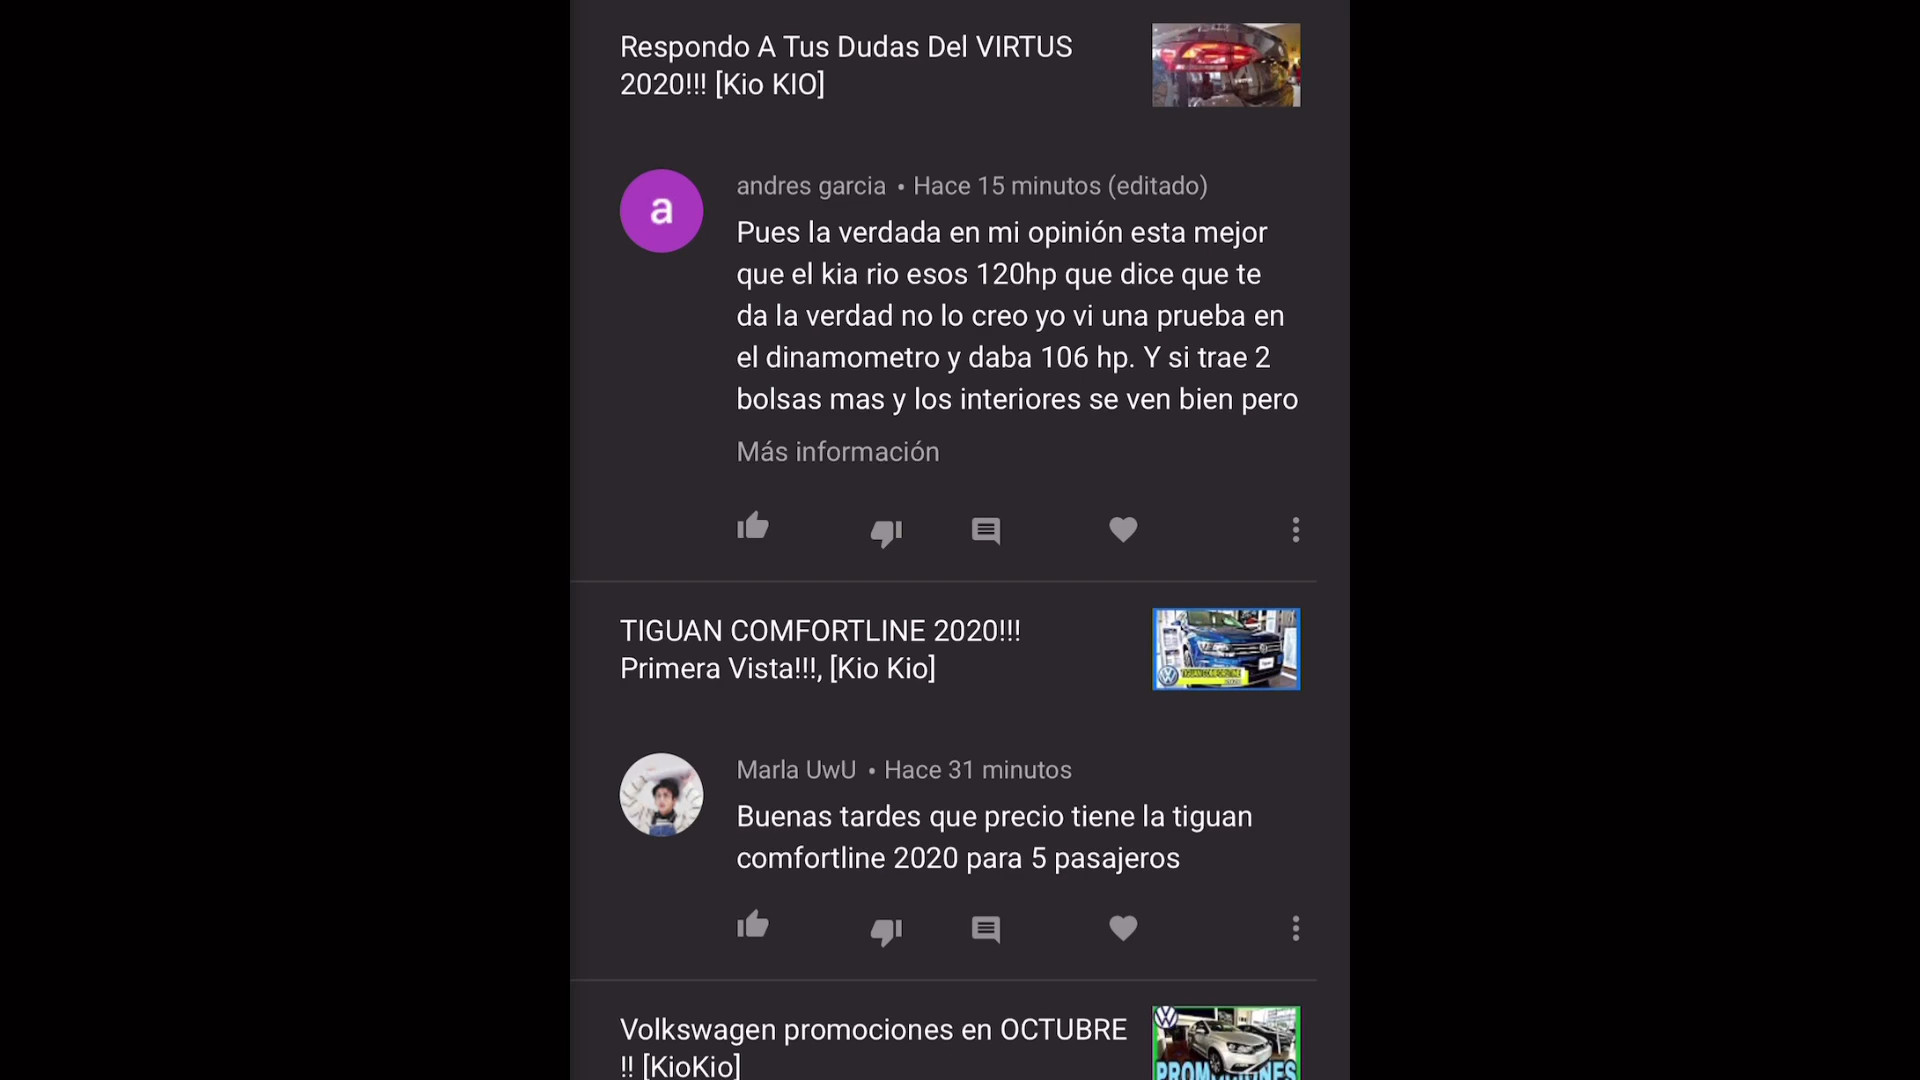 Respondo A Tus Dudas Del VIRTUS
2020!!! [Kio KIO]
a
andres garcia • Hace 15 minutos (editado)
Pues la verdada en mi opinión esta mejor
que el kia rio esos 120hp que dice que te
da la verdad no lo creo yo vi una prueba en
el dinamometro y daba 106 hp. Y si trae 2
bolsas mas y los interiores se ven bien pero
Más información
TIGUAN COMFORTLINE 2020!!!
Primera Vista!!!, [Kio Kio]
TIGUAN COMFORTLINE
2020
Marla UwU • Hace 31 minutos
Buenas tardes que precio tiene la tiguan
comfortline 2020 para 5 pasajeros
Volkswagen promociones en OCTUBRE
!! [KioKio]
PROMOCIONES